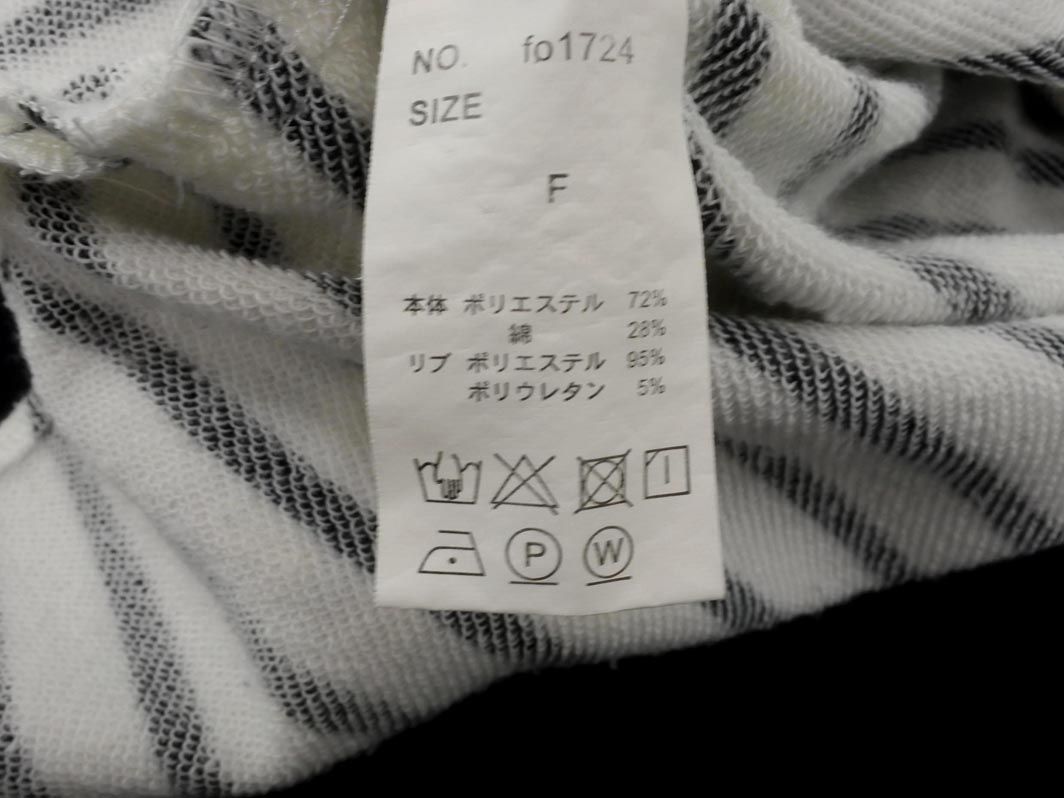 NO. fo1724
SIZE
F
本体 ポリエステル 72%
綿 28%
リブ ポリエステル 95%
ポリウレタン 5%
P W